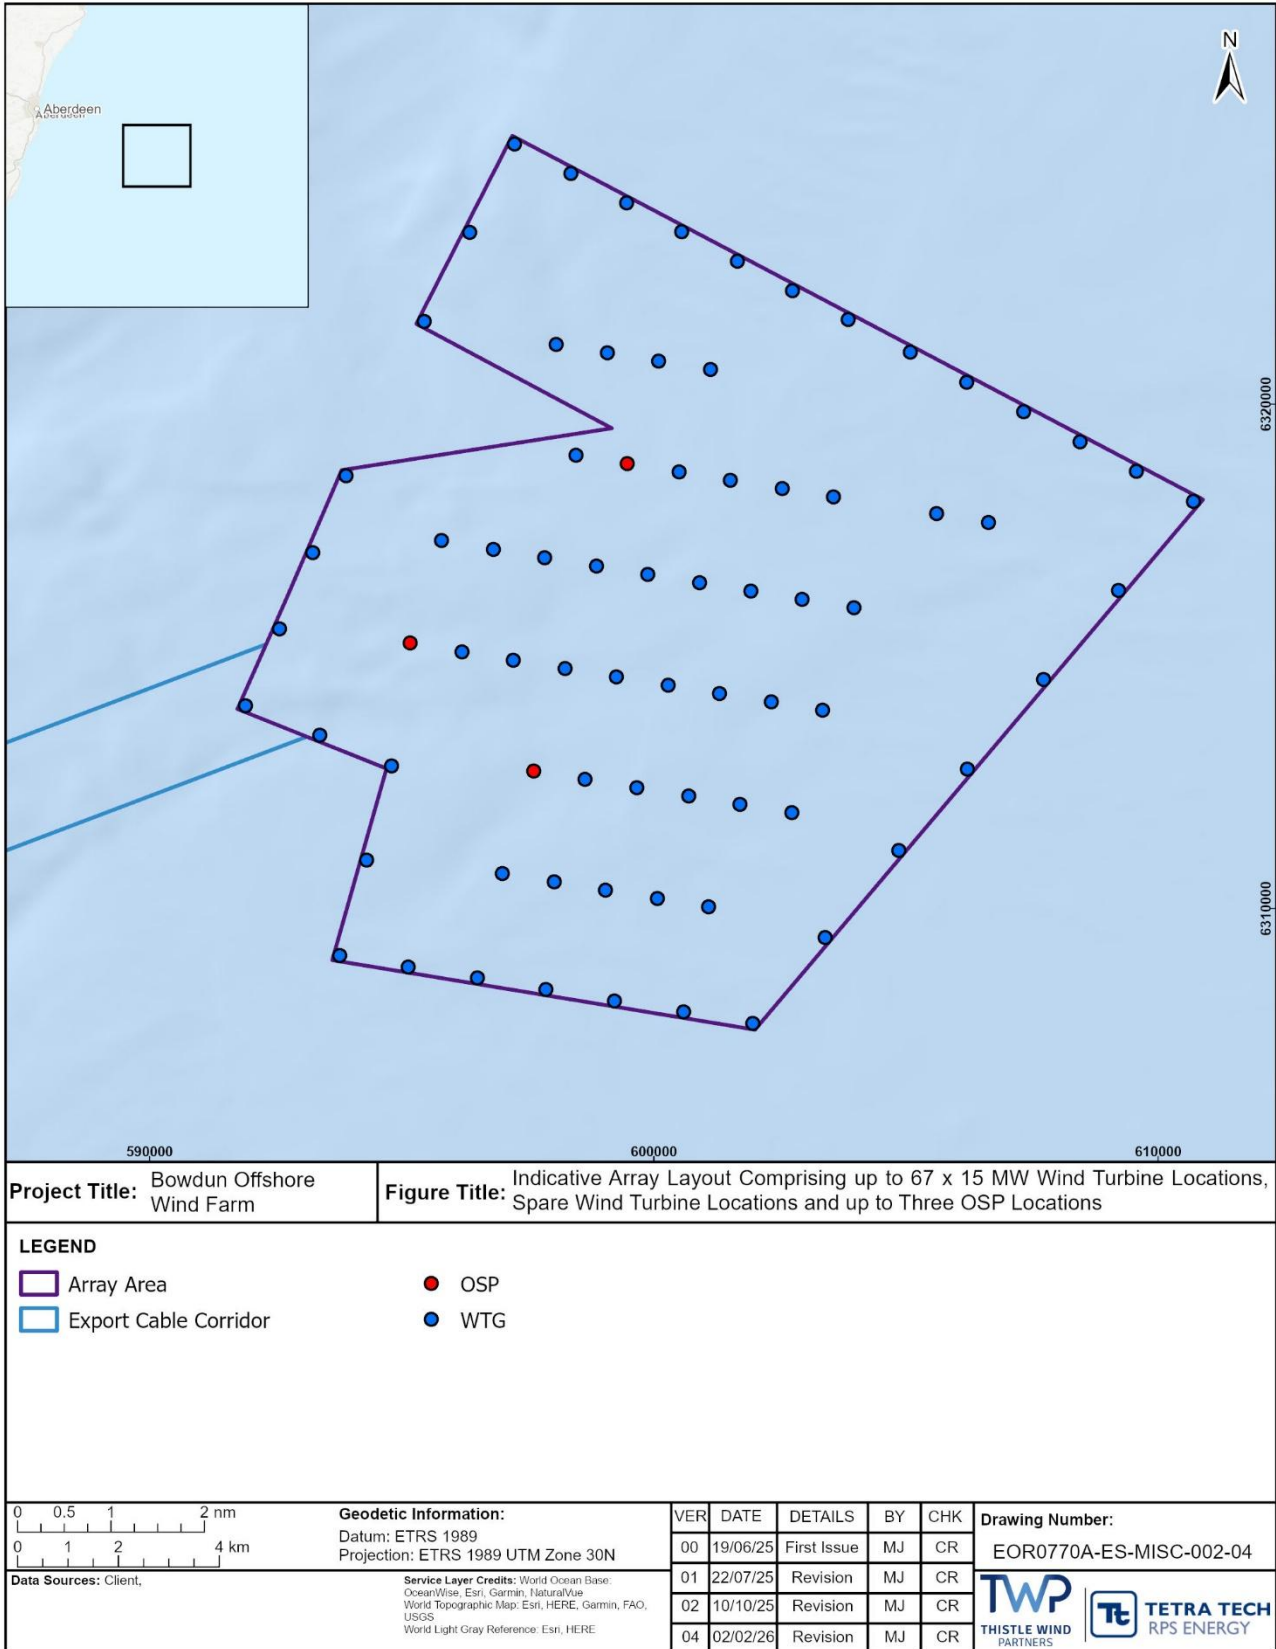 N
Aberdeen
Aberdeen
6320000
6310000
590000
600000
610000
Project Title: Bowdun Offshore
Wind Farm
Figure Title: Indicative Array Layout Comprising up to 67 x 15 MW Wind Turbine Locations,
Spare Wind Turbine Locations and up to Three OSP Locations
LEGEND
Array Area
OSP
Export Cable Corridor
WTG
0 0.5 1 2 nm
0 1 2 4 km
Geodetic Information:
Datum: ETRS 1989
Projection: ETRS 1989 UTM Zone 30N
Data Sources: Client,
Service Layer Credits: World Ocean Base:
OceanWise, Esri, Garmin, NaturalVue
World Topographic Map: Esri, HERE, Garmin, FAO,
USGS
World Light Gray Reference: Esri, HERE
VER DATE DETAILS BY CHK
00 19/06/25 First Issue MJ CR
01 22/07/25 Revision MJ CR
02 10/10/25 Revision MJ CR
04 02/02/26 Revision MJ CR
Drawing Number:
EOR0770A-ES-MISC-002-04
TWP
THISTLE WIND
PARTNERS
Tt
TETRA TECH
RPS ENERGY